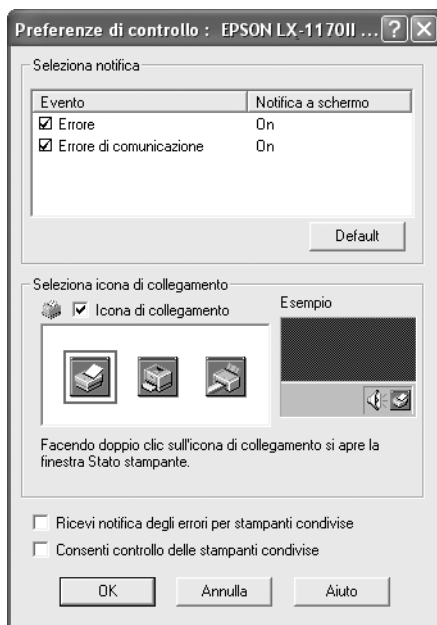 Preferenze di controllo : EPSON LX-1170II ...
Seleziona notifica
Evento Notifica a schermo
Errore On
Errore di comunicazione On
Default
Seleziona icona di collegamento
Icona di collegamento
Esempio
Facendo doppio clic sull'icona di collegamento si apre la
finestra Stato stampante.
Ricevi notifica degli errori per stampanti condivise
Consenti controllo delle stampanti condivise
OK Annulla Aiuto